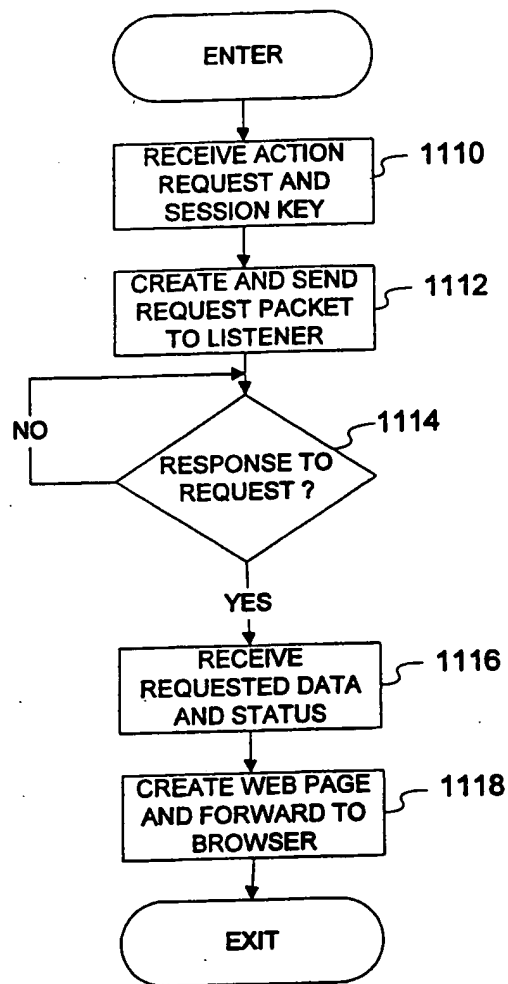 ENTER
RECEIVE ACTION
REQUEST AND
SESSION KEY
1110
CREATE AND SEND
REQUEST PACKET
TO LISTENER
1112
NO
1114
RESPONSE TO
REQUEST ?
YES
RECEIVE
REQUESTED DATA
AND STATUS
1116
CREATE WEB PAGE
AND FORWARD TO
BROWSER
1118
EXIT